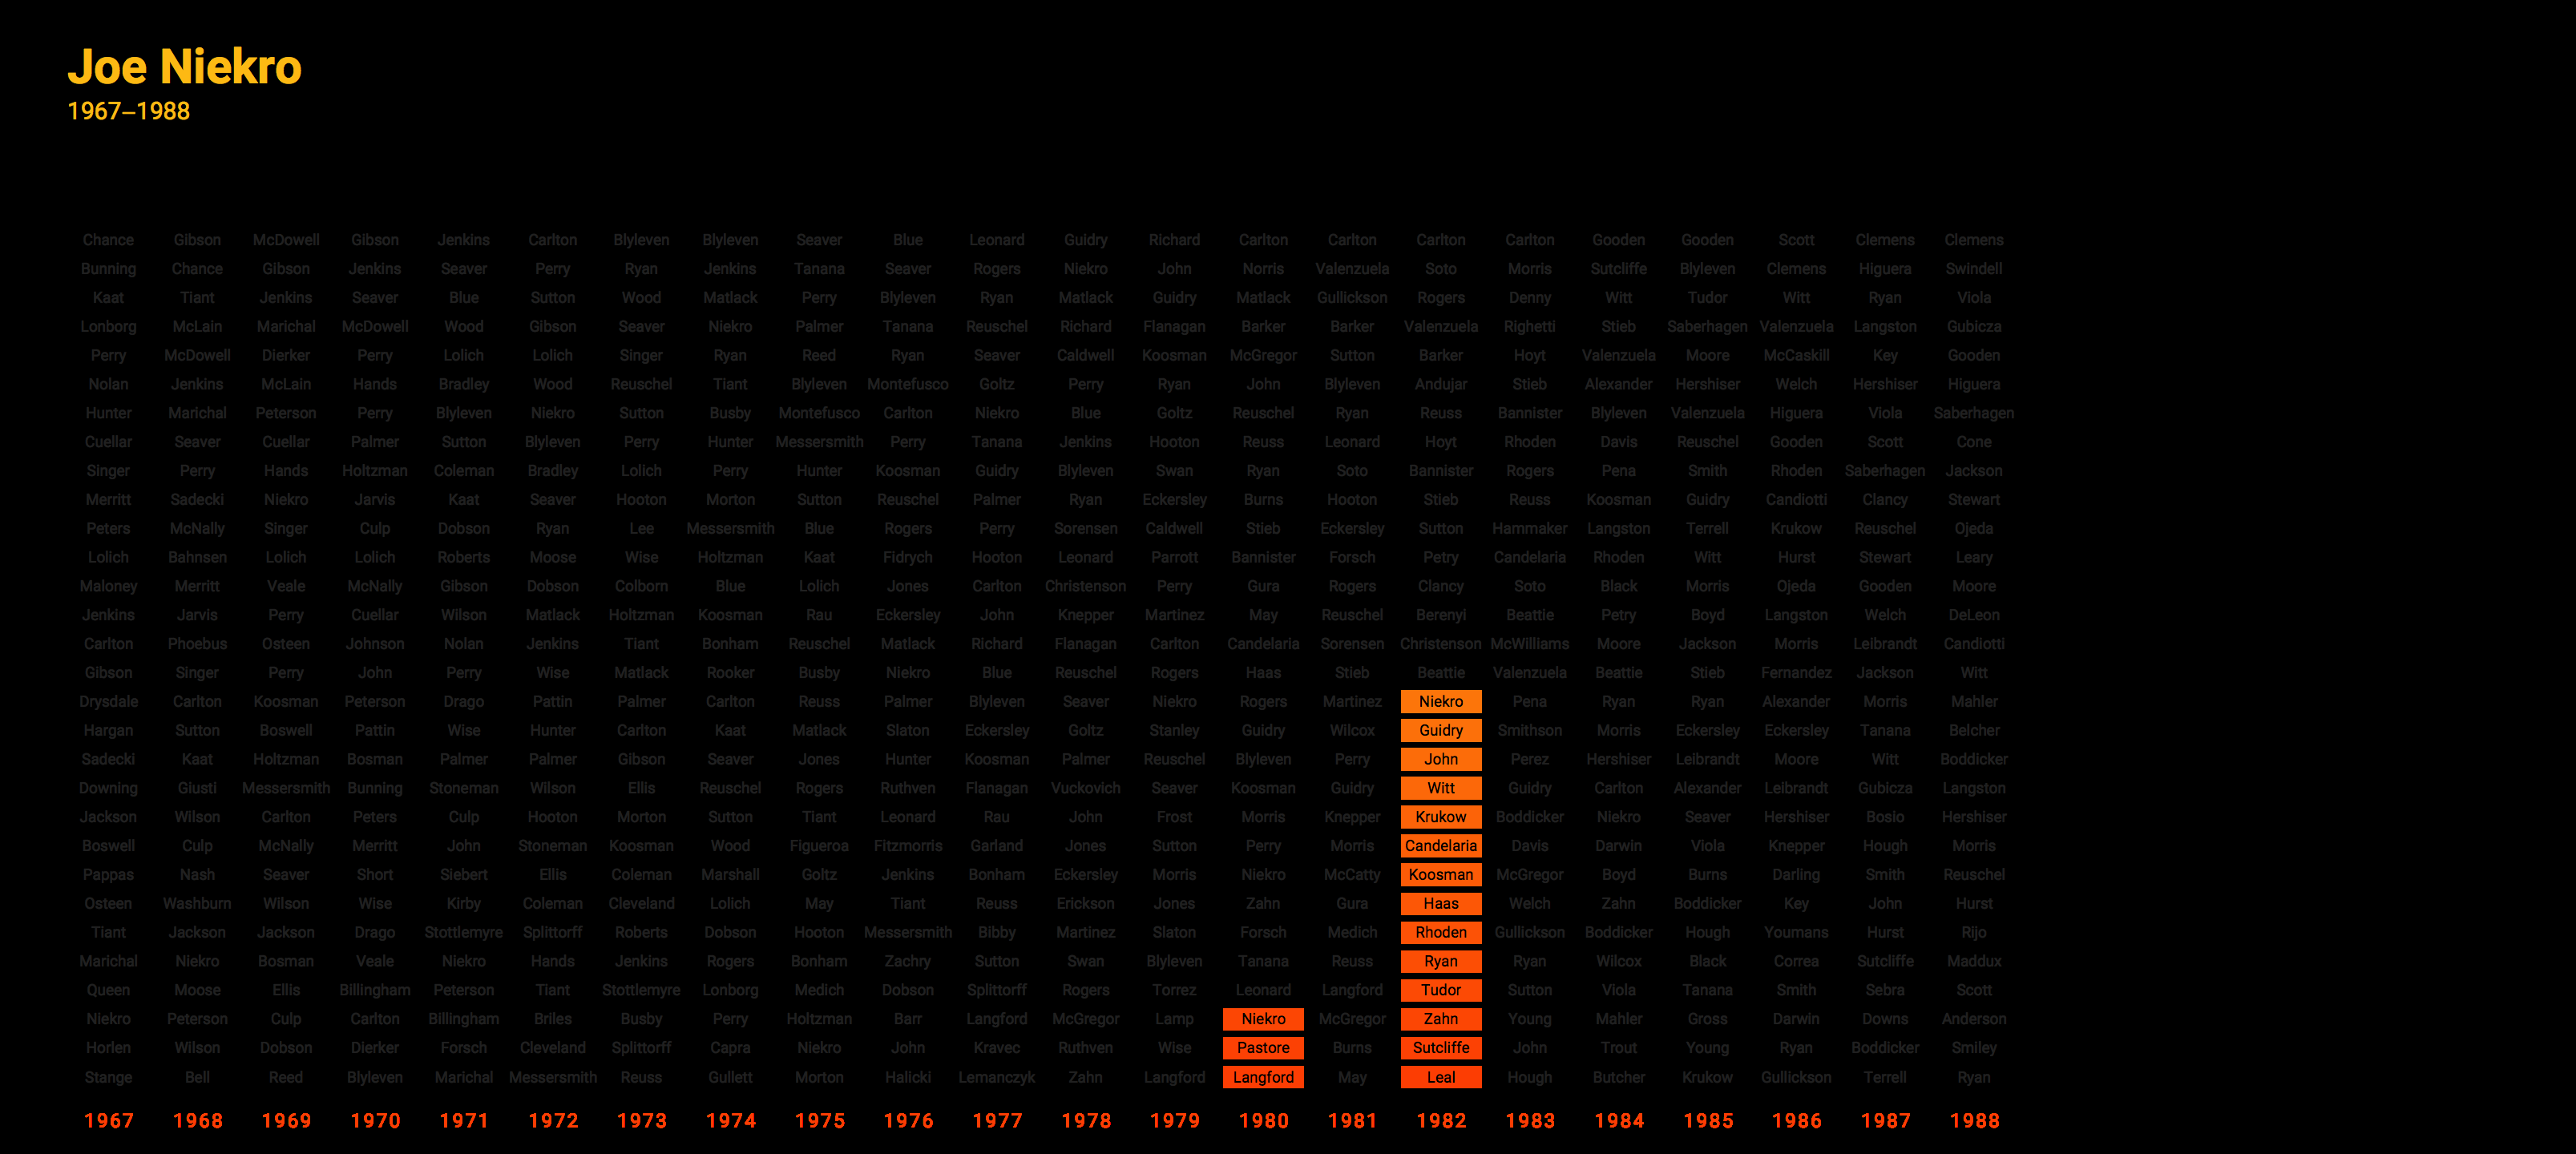 Joe Niekro
1967–1988
Chance Gibson McDowell Gibson Jenkins Carlton Blyleven Blyleven Seaver Blue Leonard Guidry Richard Carlton Carlton Carlton Carlton Gooden Gooden Scott Clemens Clemens
Bunning Chance Gibson Jenkins Seaver Perry Ryan Jenkins Tanana Seaver Rogers Niekro John Norris Valenzuela Soto Morris Sutcliffe Blyleven Clemens Higuera Swindell
Kaat Tiant Jenkins Seaver Blue Sutton Wood Matlack Perry Blyleven Ryan Matlack Guidry Matlack Gullickson Rogers Denny Witt Tudor Witt Ryan Viola
Lonborg McLain Marichal McDowell Wood Gibson Seaver Niekro Palmer Tanana Reuschel Richard Flanagan Barker Barker Valenzuela Righetti Stieb Saberhagen Valenzuela Langston Gubicza
Perry McDowell Dierker Perry Lolich Lolich Singer Ryan Reed Ryan Seaver Caldwell Koosman McGregor Sutton Barker Hoyt Valenzuela Moore McCaskill Key Gooden
Nolan Jenkins McLain Hands Bradley Wood Reuschel Tiant Blyleven Montefusco Goltz Perry Ryan John Blyleven Andujar Stieb Alexander Hershiser Welch Hershiser Higuera
Hunter Marichal Peterson Perry Blyleven Niekro Sutton Busby Montefusco Carlton Niekro Blue Goltz Reuschel Ryan Reuss Bannister Blyleven Valenzuela Higuera Viola Saberhagen
Cuellar Seaver Cuellar Palmer Sutton Blyleven Perry Hunter Messersmith Perry Tanana Jenkins Hooton Reuss Leonard Hoyt Rhoden Davis Reuschel Gooden Scott Cone
Singer Perry Hands Holtzman Coleman Bradley Lolich Perry Hunter Koosman Guidry Blyleven Swan Ryan Soto Bannister Rogers Pena Smith Rhoden Saberhagen Jackson
Merritt Sadecki Niekro Jarvis Kaat Seaver Hooton Morton Sutton Reuschel Palmer Ryan Eckersley Burns Hooton Stieb Reuss Koosman Guidry Candiotti Clancy Stewart
Peters McNally Singer Culp Dobson Ryan Lee Messersmith Blue Rogers Perry Sorensen Caldwell Stieb Eckersley Sutton Hammaker Langston Terrell Krukow Reuschel Ojeda
Lolich Bahnsen Lolich Lolich Roberts Moose Wise Holtzman Kaat Fidrych Hooton Leonard Parrott Bannister Forsch Petry Candelaria Rhoden Witt Hurst Stewart Leary
Maloney Merritt Veale McNally Gibson Dobson Colborn Blue Lolich Jones Carlton Christenson Perry Gura Rogers Clancy Soto Black Morris Ojeda Gooden Moore
Jenkins Jarvis Perry Cuellar Wilson Matlack Holtzman Koosman Rau Eckersley John Knepper Martinez May Reuschel Berenyi Beattie Petry Boyd Langston Welch DeLeon
Carlton Phoebus Osteen Johnson Nolan Jenkins Tiant Bonham Reuschel Matlack Richard Flanagan Carlton Candelaria Sorensen Christenson McWilliams Moore Jackson Morris Leibrandt Candiotti
Gibson Singer Perry John Perry Wise Matlack Rooker Busby Niekro Blue Reuschel Rogers Haas Stieb Beattie Valenzuela Beattie Stieb Fernandez Jackson Witt
Drysdale Carlton Koosman Peterson Drago Pattin Palmer Carlton Reuss Palmer Blyleven Seaver Niekro Rogers Martinez Niekro Pena Ryan Ryan Alexander Morris Mahler
Hargan Sutton Boswell Pattin Wise Hunter Carlton Kaat Matlack Slaton Eckersley Goltz Stanley Guidry Wilcox Guidry Smithson Morris Eckersley Eckersley Tanana Belcher
Sadecki Kaat Holtzman Bosman Palmer Palmer Gibson Seaver Jones Hunter Koosman Palmer Reuschel Blyleven Perry John Perez Hershiser Leibrandt Moore Witt Boddicker
Downing Giusti Messersmith Bunning Stoneman Wilson Ellis Reuschel Rogers Ruthven Flanagan Vuckovich Seaver Koosman Guidry Witt Guidry Carlton Alexander Leibrandt Gubicza Langston
Jackson Wilson Carlton Peters Culp Hooton Morton Sutton Tiant Leonard Rau John Frost Morris Knepper Krukow Boddicker Niekro Seaver Hershiser Bosio Hershiser
Boswell Culp McNally Merritt John Stoneman Koosman Wood Figueroa Fitzmorris Garland Jones Sutton Perry Morris Candelaria Davis Darwin Viola Knepper Hough Morris
Pappas Nash Seaver Short Siebert Ellis Coleman Marshall Goltz Jenkins Bonham Eckersley Morris Niekro McCatty Koosman McGregor Boyd Burns Darling Smith Reuschel
Osteen Washburn Wilson Wise Kirby Coleman Cleveland Lolich May Tiant Reuss Erickson Jones Zahn Gura Haas Welch Zahn Boddicker Key John Hurst
Tiant Jackson Jackson Drago Stottlemyre Splittorff Roberts Dobson Hooton Messersmith Bibby Martinez Slaton Forsch Medich Rhoden Gullickson Boddicker Hough Youmans Hurst Rijo
Marichal Niekro Bosman Veale Niekro Hands Jenkins Rogers Bonham Zachry Sutton Swan Blyleven Tanana Reuss Ryan Ryan Wilcox Black Correa Sutcliffe Maddux
Queen Moose Ellis Billingham Peterson Tiant Stottlemyre Lonborg Medich Dobson Splittorff Rogers Torrez Leonard Langford Tudor Sutton Viola Tanana Smith Sebra Scott
Niekro Peterson Culp Carlton Billingham Briles Busby Perry Holtzman Barr Langford McGregor Lamp Niekro McGregor Zahn Young Mahler Gross Darwin Downs Anderson
Horlen Wilson Dobson Dierker Forsch Cleveland Splittorff Capra Niekro John Kravec Ruthven Wise Pastore Burns Sutcliffe John Trout Young Ryan Boddicker Smiley
Stange Bell Reed Blyleven Marichal Messersmith Reuss Gullett Morton Halicki Lemanczyk Zahn Langford Langford May Leal Hough Butcher Krukow Gullickson Terrell Ryan
1967 1968 1969 1970 1971 1972 1973 1974 1975 1976 1977 1978 1979 1980 1981 1982 1983 1984 1985 1986 1987 1988